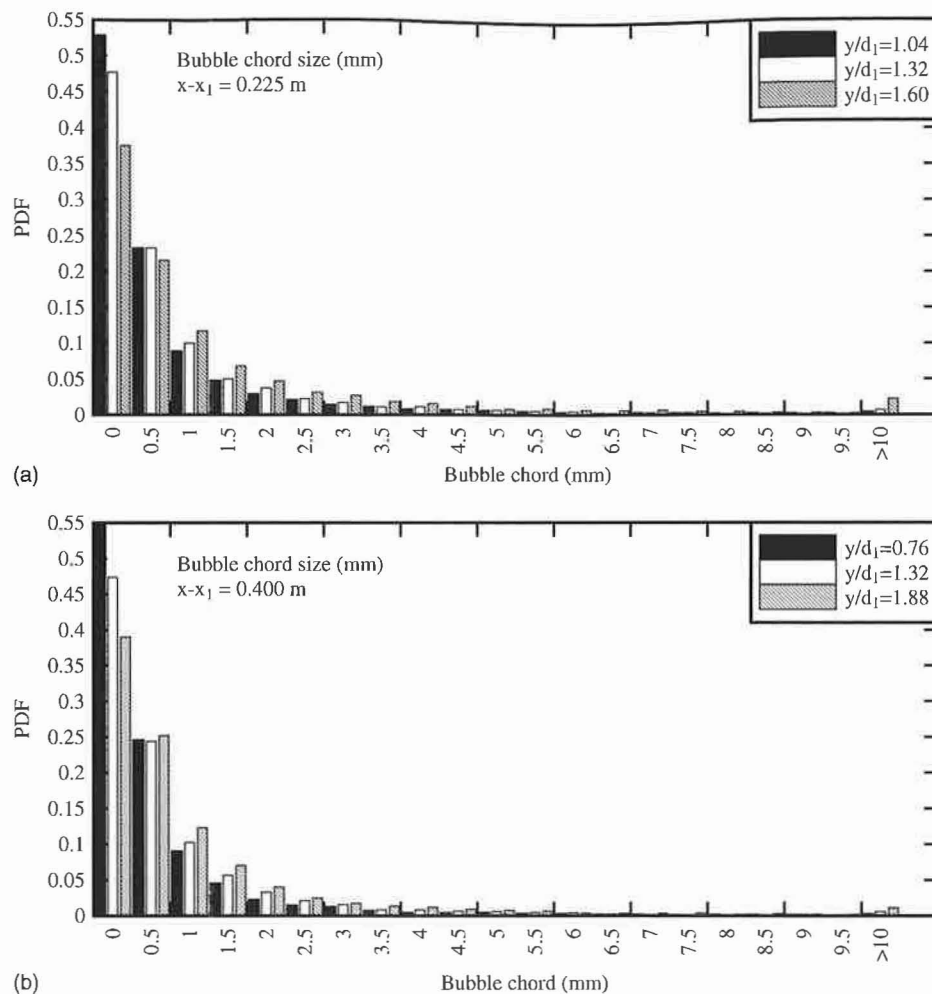 0.55
0.5
0.45
0.4
0.35
0.3
0.25
0.2
0.15
0.1
0.05
0
PDF
Bubble chord size (mm)
x-x1 = 0.225 m
y/d1=1.04
y/d1=1.32
y/d1=1.60
0 0.5 1 1.5 2 2.5 3 3.5 4 4.5 5 5.5 6 6.5 7 7.5 8 8.5 9 9.5 >10
(a)
Bubble chord (mm)
0.55
0.5
0.45
0.4
0.35
0.3
0.25
0.2
0.15
0.1
0.05
0
PDF
Bubble chord size (mm)
x-x1 = 0.400 m
y/d1=0.76
y/d1=1.32
y/d1=1.88
0 0.5 1 1.5 2 2.5 3 3.5 4 4.5 5 5.5 6 6.5 7 7.5 8 8.5 9 9.5 >10
(b)
Bubble chord (mm)